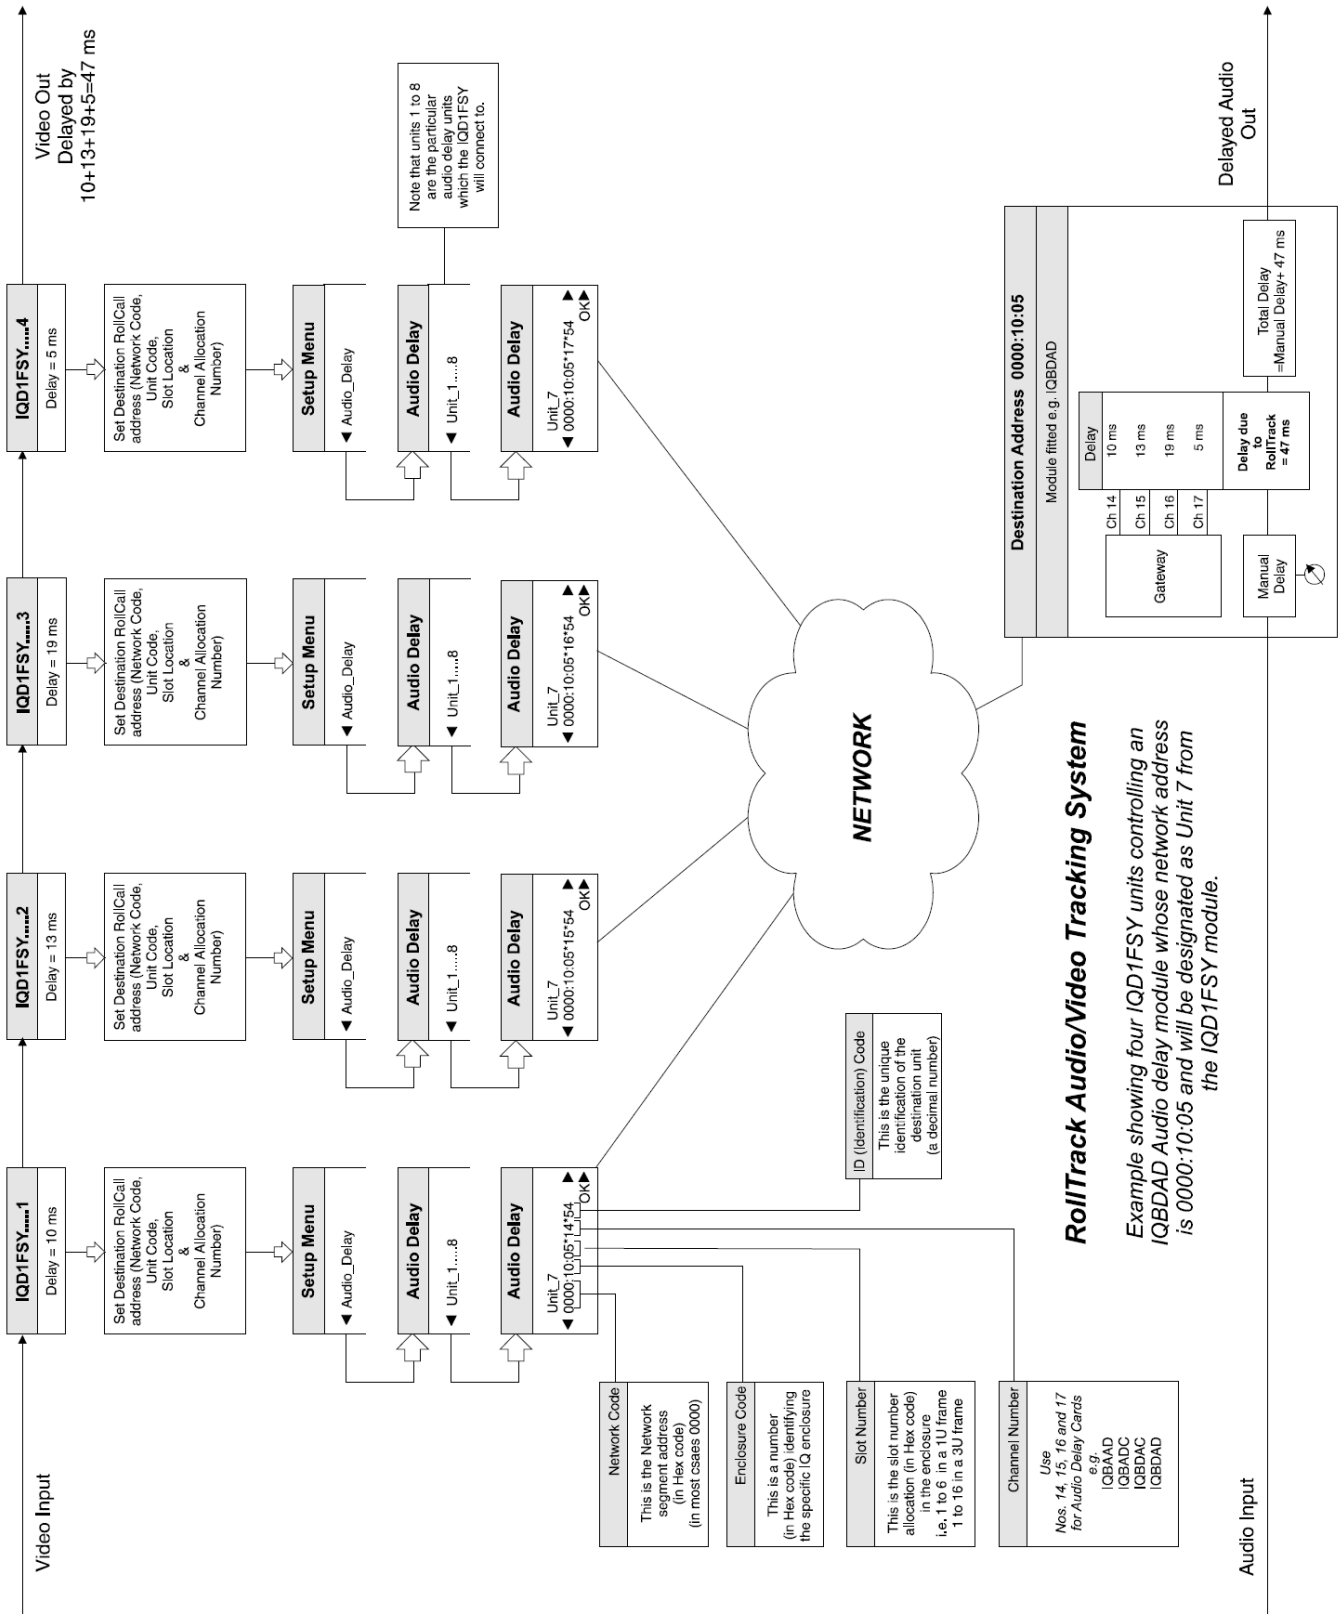 Video Input
IQD1FSY.....1
Delay = 10 ms
Set Destination RollCall
address (Network Code,
Unit Code,
Slot Location
&
Channel Allocation
Number)
Setup Menu
◀ Audio_Delay
Audio Delay
◀ Unit_1.....8
Audio Delay
Unit_7 ▶
◀ 0000:10:05*14*54
OK▶
IQD1FSY.....2
Delay = 13 ms
Set Destination RollCall
address (Network Code,
Unit Code,
Slot Location
&
Channel Allocation
Number)
Setup Menu
◀ Audio_Delay
Audio Delay
◀ Unit_1.....8
Audio Delay
Unit_7 ▶
◀ 0000:10:05*15*54
OK▶
IQD1FSY.....3
Delay = 19 ms
Set Destination RollCall
address (Network Code,
Unit Code,
Slot Location
&
Channel Allocation
Number)
Setup Menu
◀ Audio_Delay
Audio Delay
◀ Unit_1.....8
Audio Delay
Unit_7 ▶
◀ 0000:10:05*16*54
OK▶
IQD1FSY.....4
Delay = 5 ms
Set Destination RollCall
address (Network Code,
Unit Code,
Slot Location
&
Channel Allocation
Number)
Setup Menu
◀ Audio_Delay
Audio Delay
◀ Unit_1.....8
Audio Delay
Unit_7 ▶
◀ 0000:10:05*17*54
OK▶
Video Out
Delayed by
10+13+19+5=47 ms
Note that units 1 to 8
are the particular
audio delay units
which the IQD1FSY
will connect to.
Network Code
This is the Network
segment address
(in Hex code)
(in most csaes 0000)
Enclosure Code
This is a number
(in Hex code) identifying
the specific IQ enclosure
Slot Number
This is the slot number
allocation (in Hex code)
in the enclosure
i.e. 1 to 6 in a 1U frame
1 to 16 in a 3U frame
Channel Number
Use
Nos. 14, 15, 16 and 17
for Audio Delay Cards
e.g.
IQBAAD
IQBADC
IQBDAC
IQBDAD
ID (Identification) Code
This is the unique
identification of the
destination unit
(a decimal number)
NETWORK
RollTrack Audio/Video Tracking System
Example showing four IQD1FSY units controlling an
IQBDAD Audio delay module whose network address
is 0000:10:05 and will be designated as Unit 7 from
the IQD1FSY module.
Destination Address 0000:10:05
Module fitted e.g. IQBDAD
Gateway
Ch 14
Ch 15
Ch 16
Ch 17
Delay
10 ms
13 ms
19 ms
5 ms
Manual
Delay
Delay due
to
RollTrack
= 47 ms
Total Delay
=Manual Delay+ 47 ms
Audio Input
Delayed Audio
Out